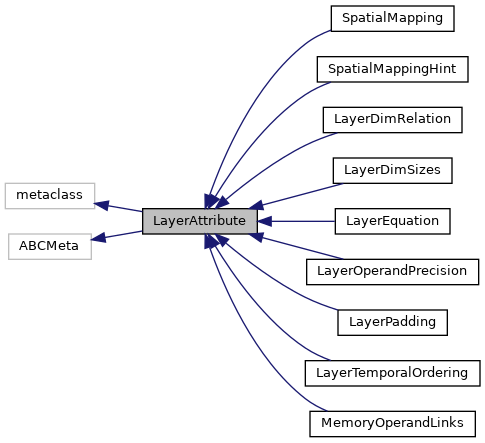 SpatialMapping
SpatialMappingHint
LayerDimRelation
LayerDimSizes
metaclass
LayerAttribute
LayerEquation
ABCMeta
LayerOperandPrecision
LayerPadding
LayerTemporalOrdering
MemoryOperandLinks